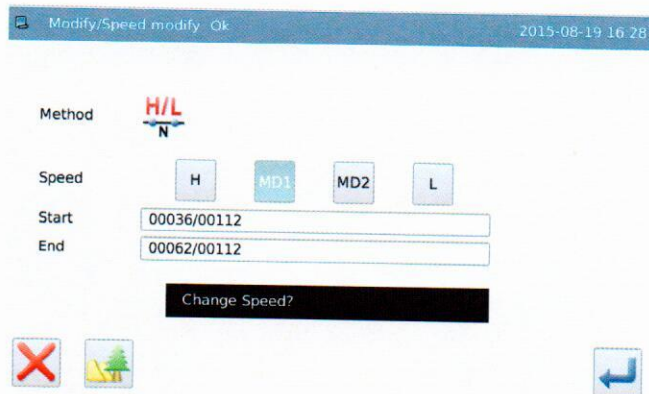 Modify/Speed modify Ok 2015-08-19 16 28
Method H/L
N
Speed H MD1 MD2 L
Start 00036/00112
End 00062/00112
Change Speed?